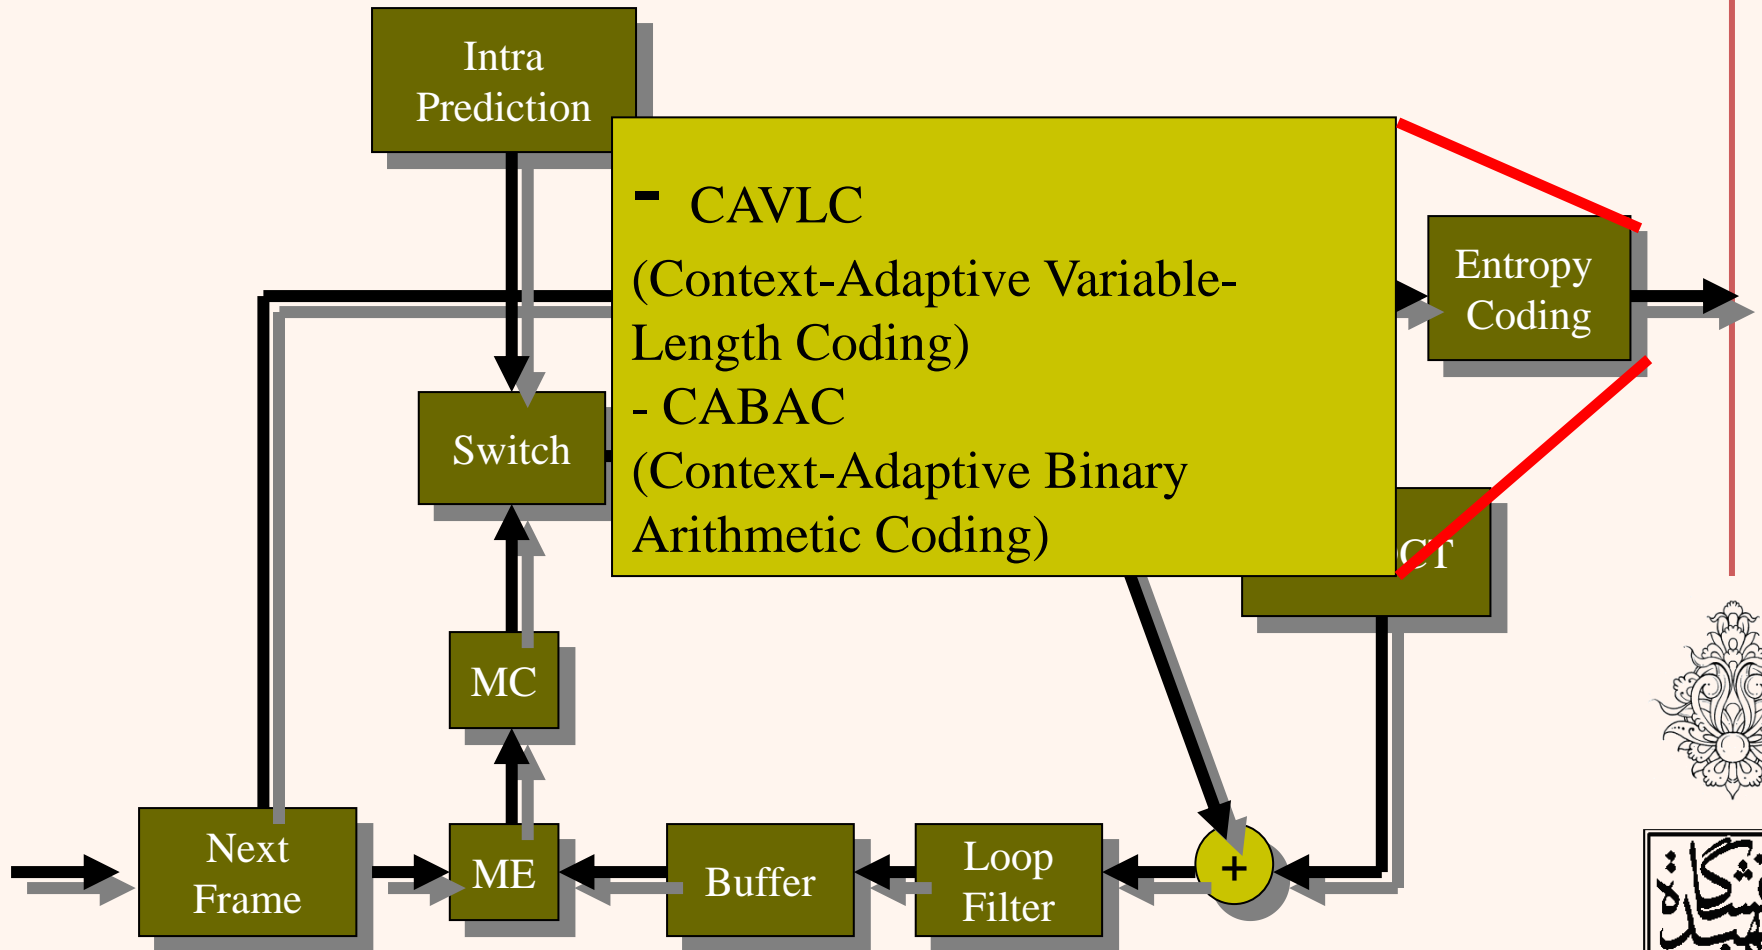 Intra
Prediction
- CAVLC
(Context-Adaptive Variable-
Length Coding)
- CABAC
(Context-Adaptive Binary
Arithmetic Coding)
Entropy
Coding
Switch
CT
MC
Next
Frame
ME
Buffer
Loop
Filter
+